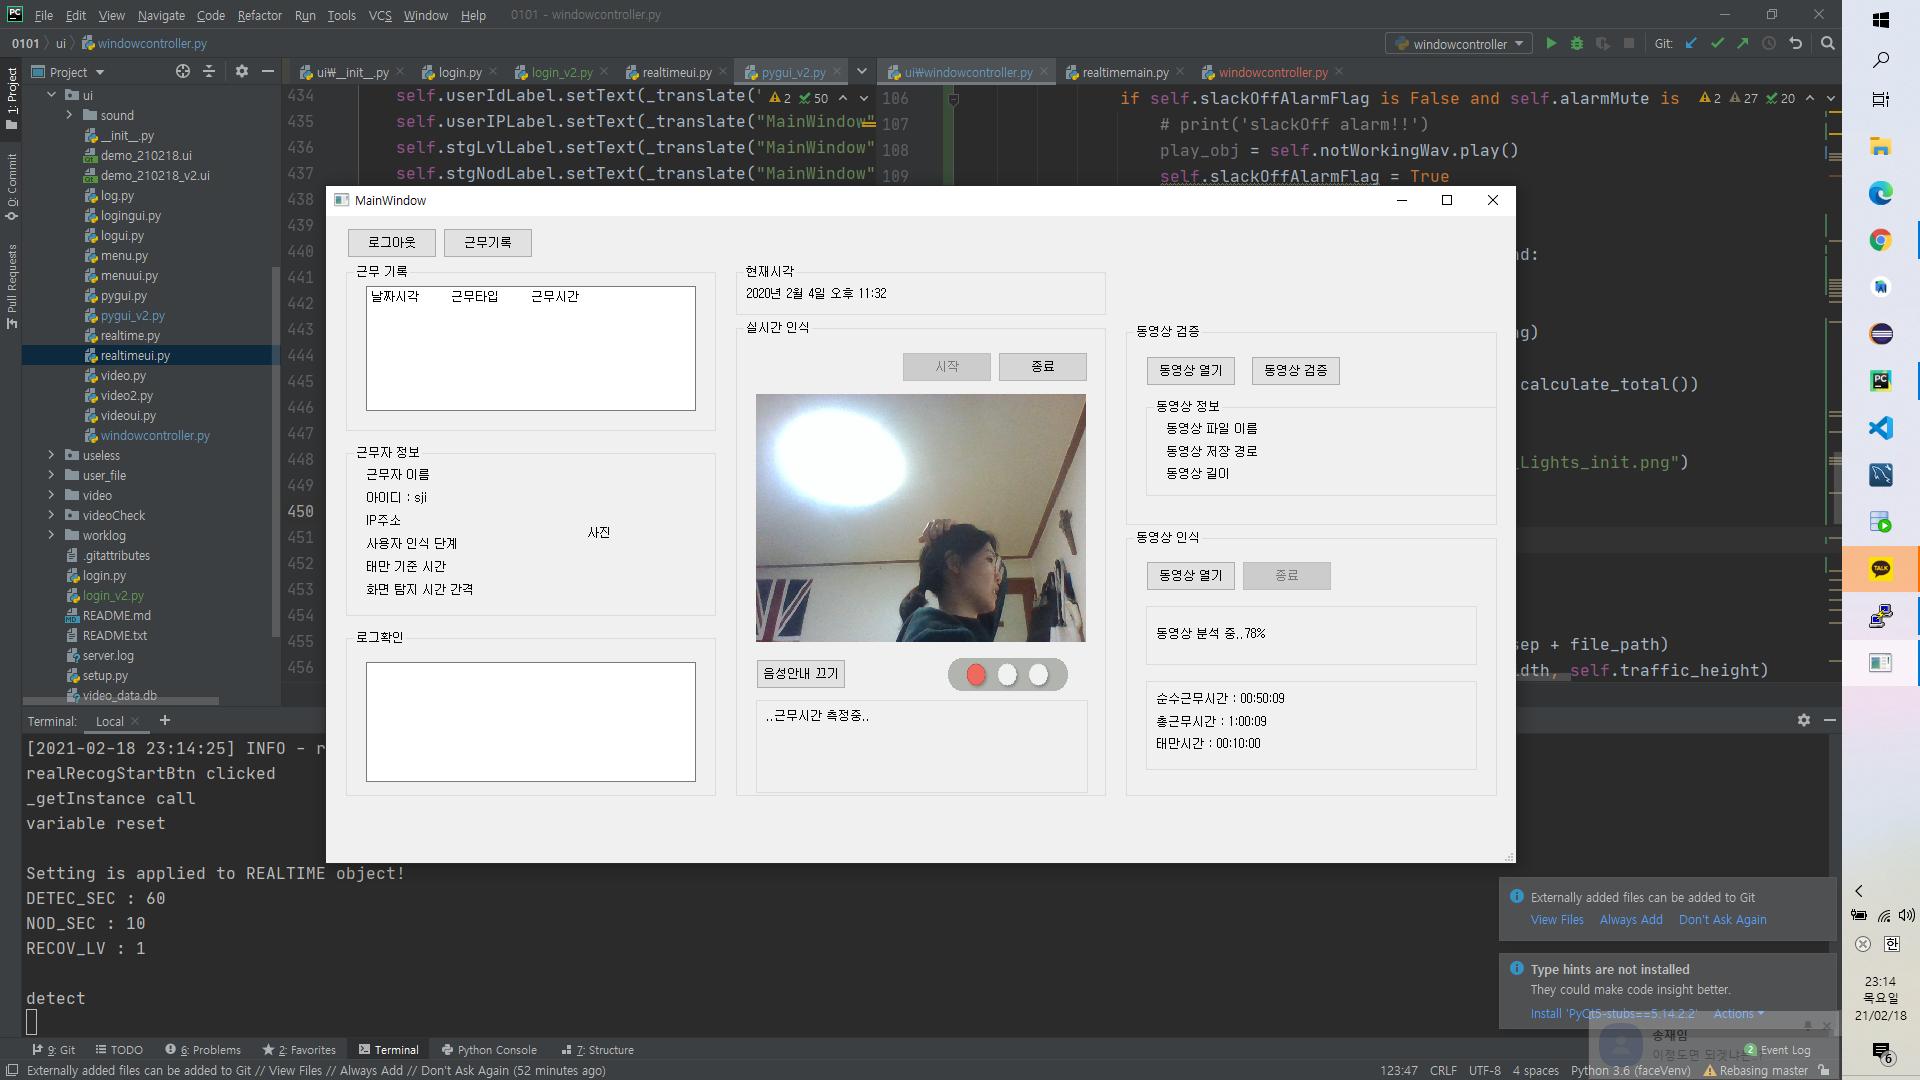 File Edit View Navigate Code Refactor Run Tools VCS Window Help 0101 - windowcontroller.py
0101 ui windowcontroller.py
windowcontroller Git:
Project
ui₩__init__.py login.py login_v2.py realtimeui.py pygui_v2.py
ui₩windowcontroller.py realtimemain.py windowcontroller.py
1: Project
0: Commit
Pull Requests
ui
sound
__init__.py
demo_210218.ui
demo_210218_v2.ui
log.py
logingui.py
logui.py
menu.py
menuui.py
pygui.py
pygui_v2.py
realtime.py
realtimeui.py
video.py
video2.py
videoui.py
windowcontroller.py
useless
user_file
video
videoCheck
worklog
.gitattributes
login.py
login_v2.py
README.md
README.txt
server.log
setup.py
video_data.db
434 self.userIdLabel.setText(_translate(" 2 50
435 self.userIPLabel.setText(_translate("MainWindow"
436 self.stgLvlLabel.setText(_translate("MainWindow"
437 self.stgNodLabel.setText(_translate("MainWindow"
438
439
440
441
442
443
444
445
446
447
448
449
450
451
452
453
454
455
456
106 if self.slackOffAlarmFlag is False and self.alarmMute is 2 27 20
107 # print('slackOff alarm!!')
108 play_obj = self.notWorkingWav.play()
109 self.slackOffAlarmFlag = True
d:
g)
calculate_total())
_Lights_init.png")
sep + file_path)
dth, self.traffic_height)
MainWindow
로그아웃 근무기록
근무 기록
날짜시각 근무타입 근무시간
근무자 정보
근무자 이름
아이디 : sji
IP주소
사용자 인식 단계
태만 기준 시간
화면 탐지 시간 간격
사진
로그확인
현재시각
2020년 2월 4일 오후 11:32
실시간 인식
시작 종료
음성안내 끄기
..근무시간 측정중..
동영상 검증
동영상 열기 동영상 검증
동영상 정보
동영상 파일 이름
동영상 저장 경로
동영상 길이
동영상 인식
동영상 열기 종료
동영상 분석 중..78%
순수근무시간 : 00:50:09
총근무시간 : 1:00:09
태만시간 : 00:10:00
Terminal: Local
[2021-02-18 23:14:25] INFO - r
realRecogStartBtn clicked
_getInstance call
variable reset
Setting is applied to REALTIME object!
DETEC_SEC : 60
NOD_SEC : 10
RECOV_LV : 1
detect
Externally added files can be added to Git
View Files Always Add Don't Ask Again
Type hints are not installed
They could make code insight better.
Install 'PyQt5-stubs==5.14.2.2' Actions
송재임
이정도면 되겟냐
9: Git TODO 6: Problems 2: Favorites Terminal Python Console 7: Structure 2 Event Log
Externally added files can be added to Git // View Files // Always Add // Don't Ask Again (52 minutes ago)
123:47 CRLF UTF-8 4 spaces Python 3.6 (faceVenv) Rebasing master
TALK
한
23:14
목요일
21/02/18
6